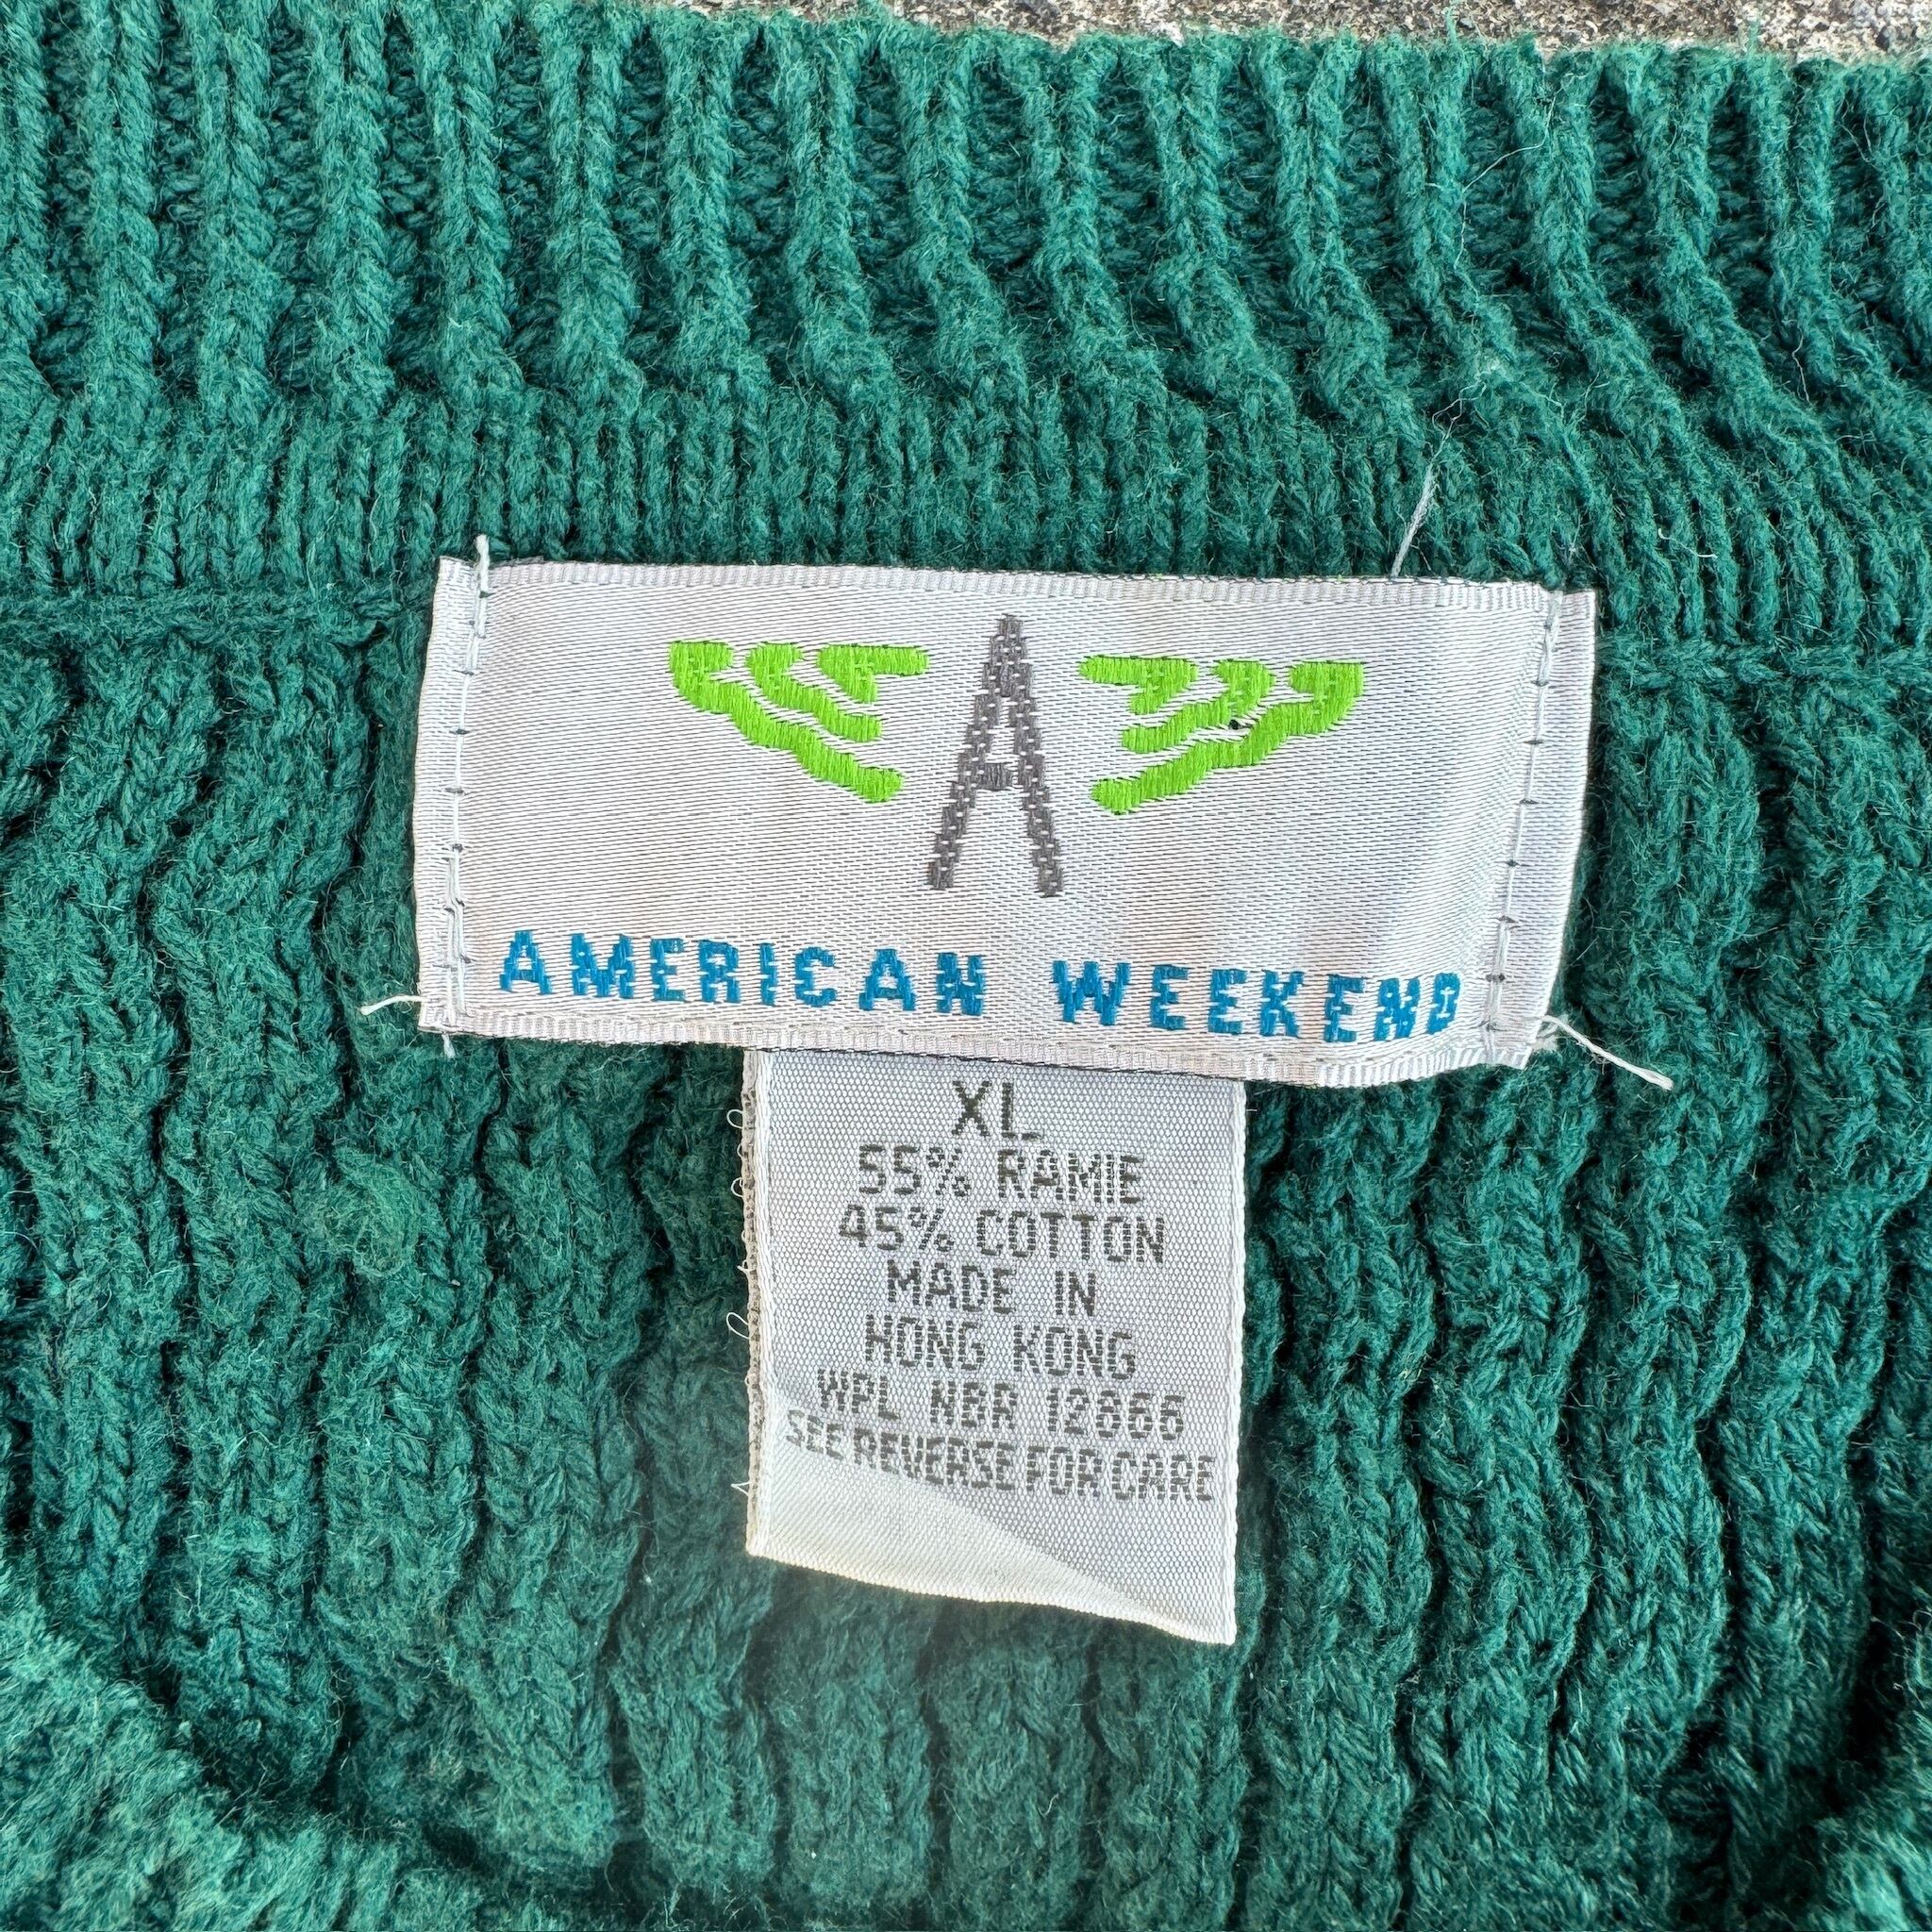 A
AMERICAN WEEKEND
XL
55% RAMIE
45% COTTON
MADE IN
HONG KONG
WPL NBR 12866
SEE REVERSE FOR CARE